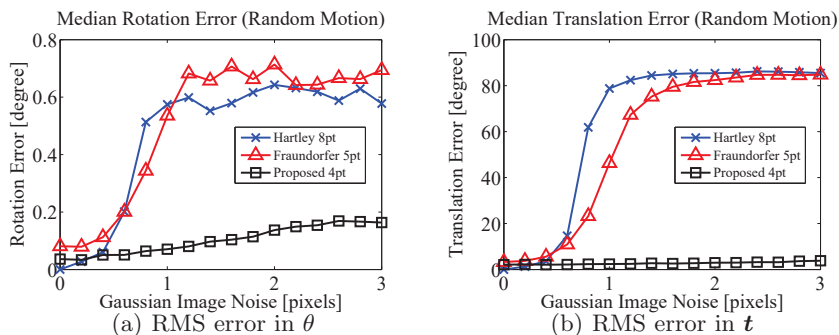 Median Rotation Error (Random Motion)
0.8
0.6
0.4
0.2
0
Rotation Error [degree]
Hartley 8pt
Fraundorfer 5pt
Proposed 4pt
0 1 2 3
Gaussian Image Noise [pixels]
(a) RMS error in θ
Median Translation Error (Random Motion)
100
80
60
40
20
0
Translation Error [degree]
Hartley 8pt
Fraundorfer 5pt
Proposed 4pt
0 1 2 3
Gaussian Image Noise [pixels]
(b) RMS error in t